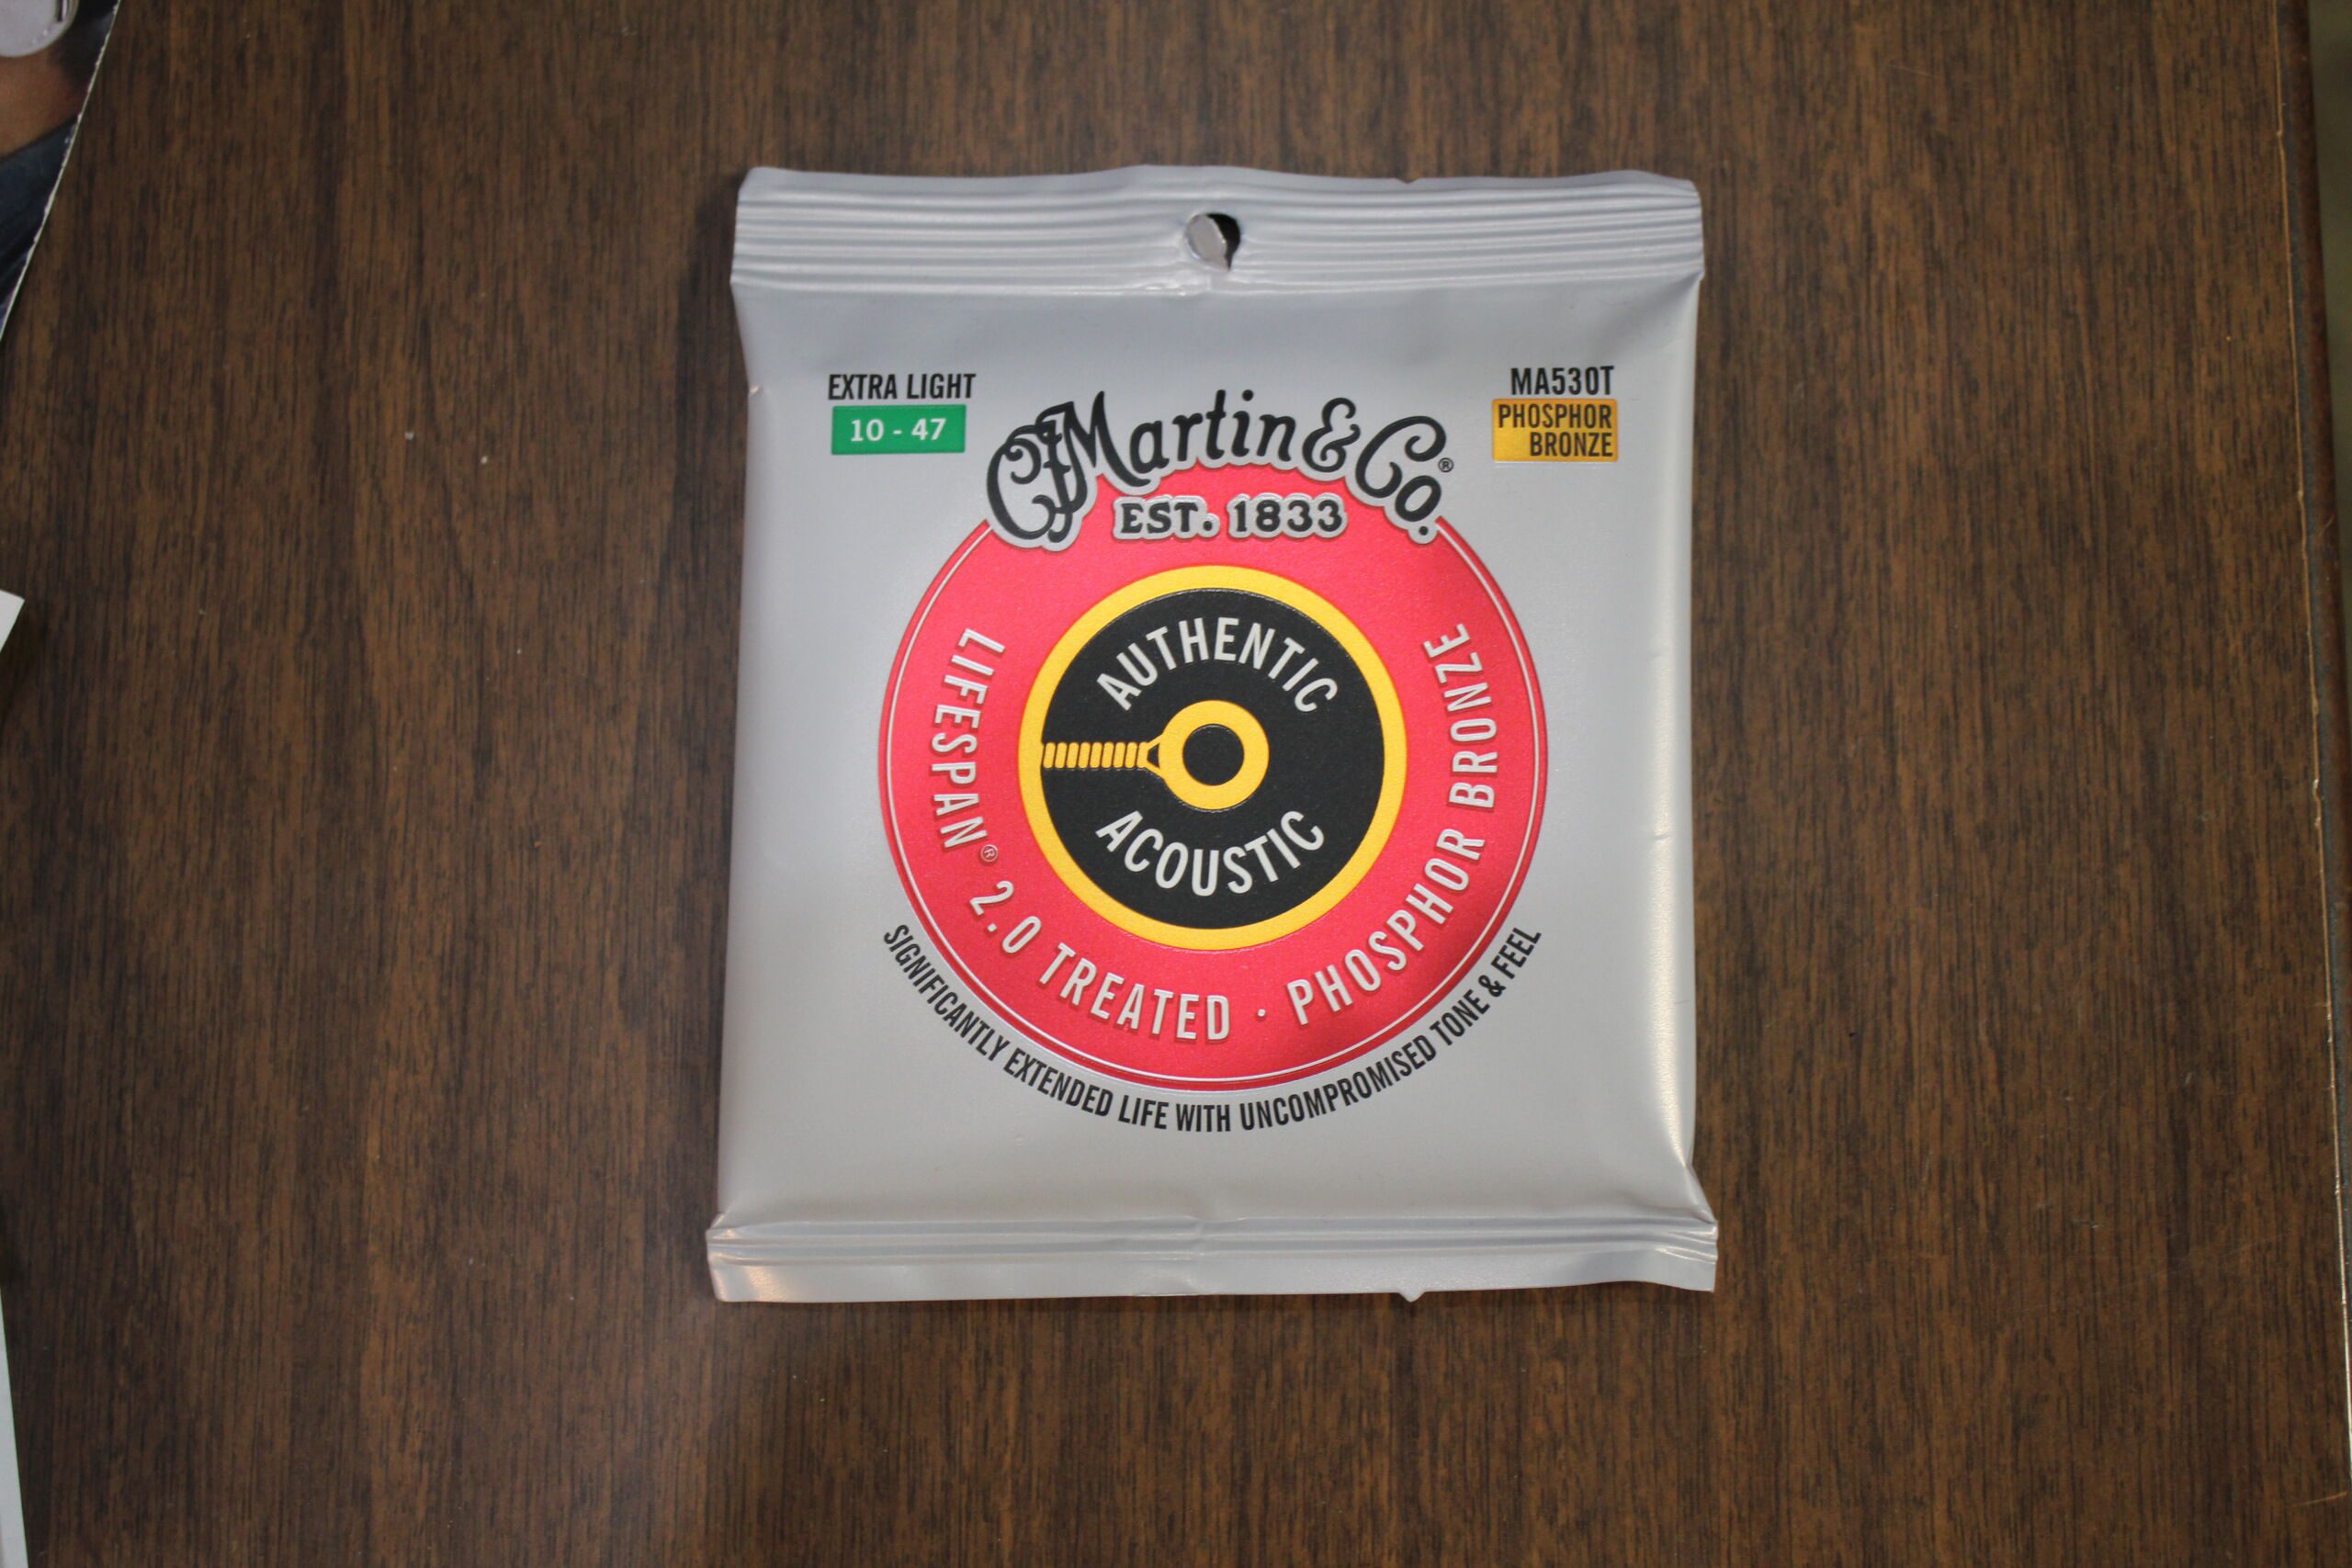 EXTRA LIGHT
10 - 47
MA530T
PHOSPHOR
BRONZE
CFMartin & Co.®
EST. 1833
AUTHENTIC
ACOUSTIC
LIFESPAN® 2.0 TREATED · PHOSPHOR BRONZE
SIGNIFICANTLY EXTENDED LIFE WITH UNCOMPROMISED TONE & FEEL